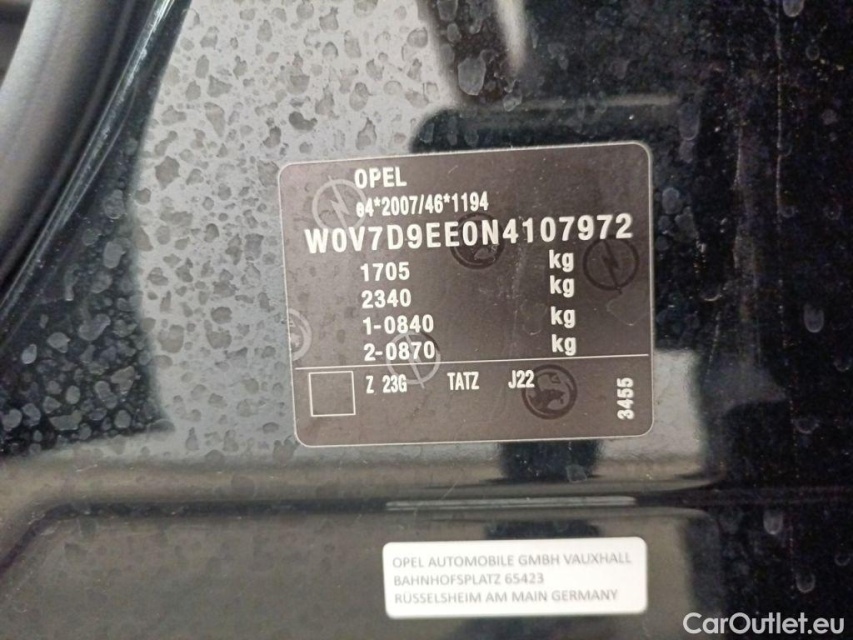 OPEL
e4*2007/46*1194
W0V7D9EE0N4107972
1705 kg
2340 kg
1-0840 kg
2-0870 kg
Z 23G TATZ J22
3455
OPEL AUTOMOBILE GMBH VAUXHALL
BAHNHOFSPLATZ 65423
RÜSSELSHEIM AM MAIN GERMANY
CarOutlet.eu